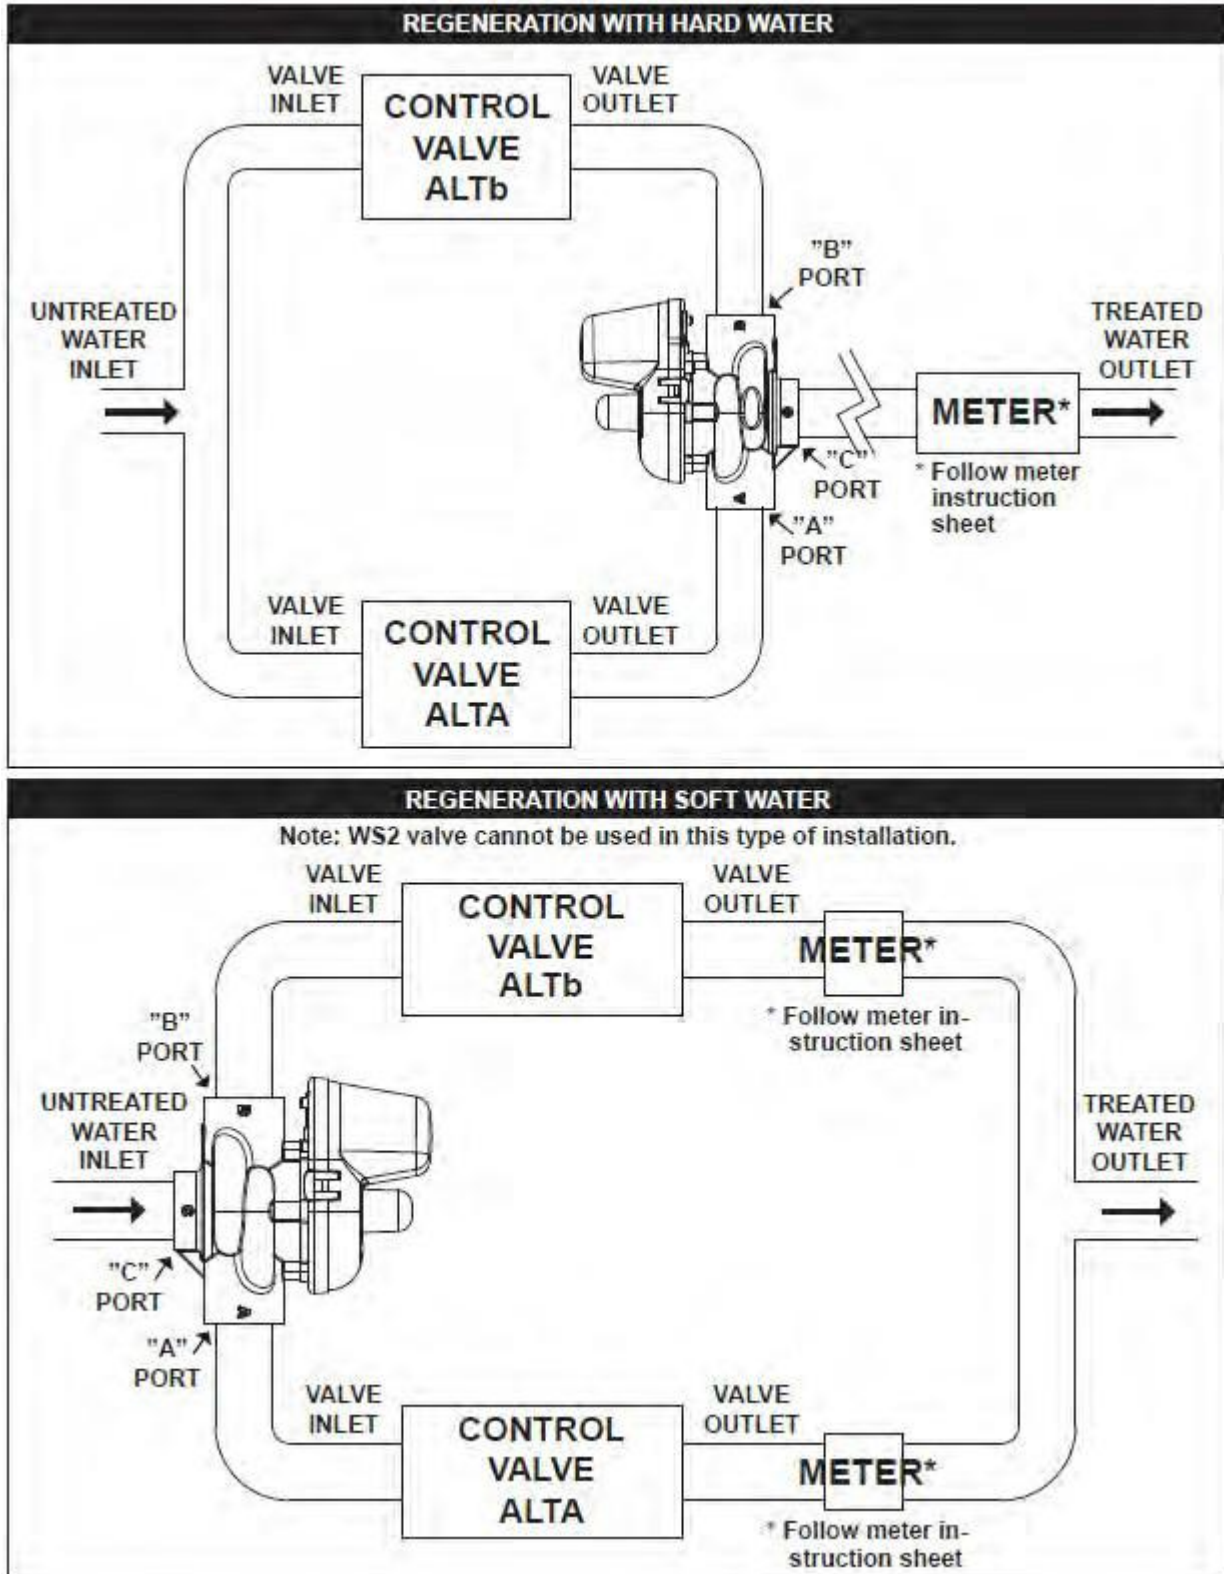 REGENERATION WITH HARD WATER
VALVE
INLET
CONTROL
VALVE
ALTb
VALVE
OUTLET
"B"
PORT
UNTREATED
WATER
INLET
B
C
A
METER*
TREATED
WATER
OUTLET
"C"
PORT
* Follow meter
instruction
sheet
"A"
PORT
VALVE
INLET
CONTROL
VALVE
ALTA
VALVE
OUTLET
REGENERATION WITH SOFT WATER
Note: WS2 valve cannot be used in this type of installation.
VALVE
INLET
CONTROL
VALVE
ALTb
VALVE
OUTLET
METER*
* Follow meter in-
struction sheet
"B"
PORT
UNTREATED
WATER
INLET
B
C
A
TREATED
WATER
OUTLET
"C"
PORT
"A"
PORT
VALVE
INLET
CONTROL
VALVE
ALTA
VALVE
OUTLET
METER*
* Follow meter in-
struction sheet